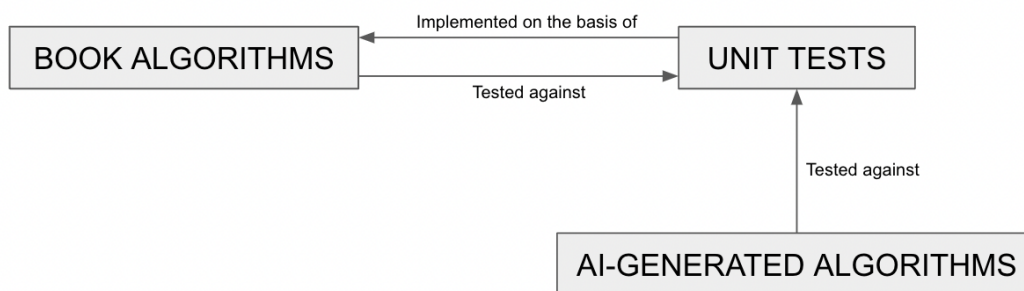 Implemented on the basis of
BOOK ALGORITHMS
UNIT TESTS
Tested against
Tested against
AI-GENERATED ALGORITHMS